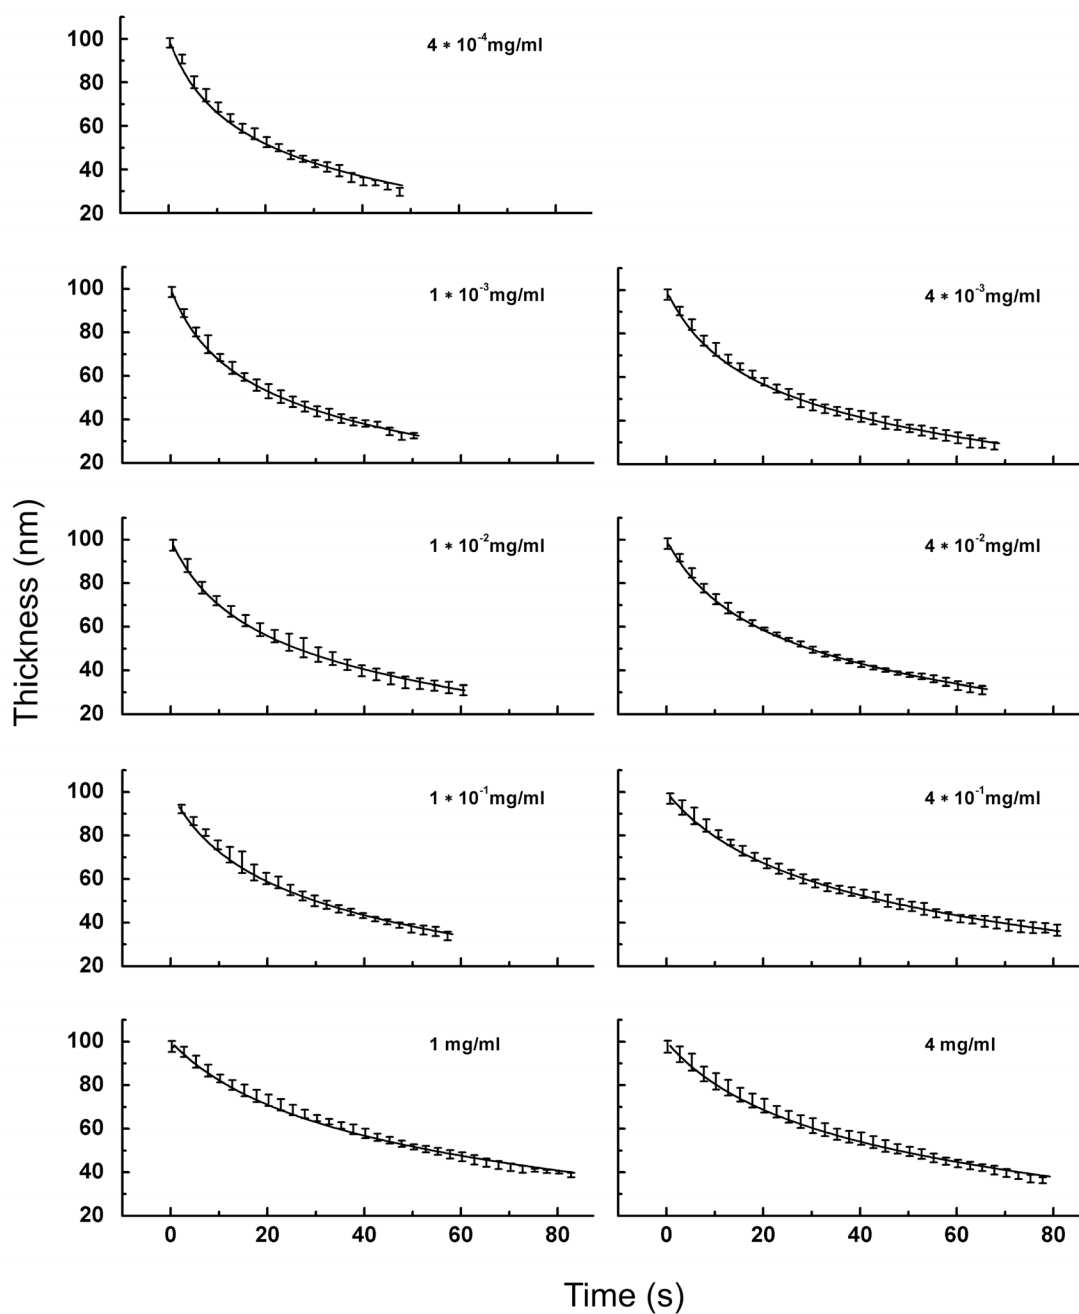 4 * 10⁻⁴mg/ml
100
80
60
40
20
1 * 10⁻³mg/ml
4 * 10⁻³mg/ml
100
80
60
40
20
1 * 10⁻²mg/ml
4 * 10⁻²mg/ml
100
80
60
40
20
1 * 10⁻¹mg/ml
4 * 10⁻¹mg/ml
100
80
60
40
20
1 mg/ml
4 mg/ml
100
80
60
40
20
0 20 40 60 80
0 20 40 60 80
Thickness (nm)
Time (s)